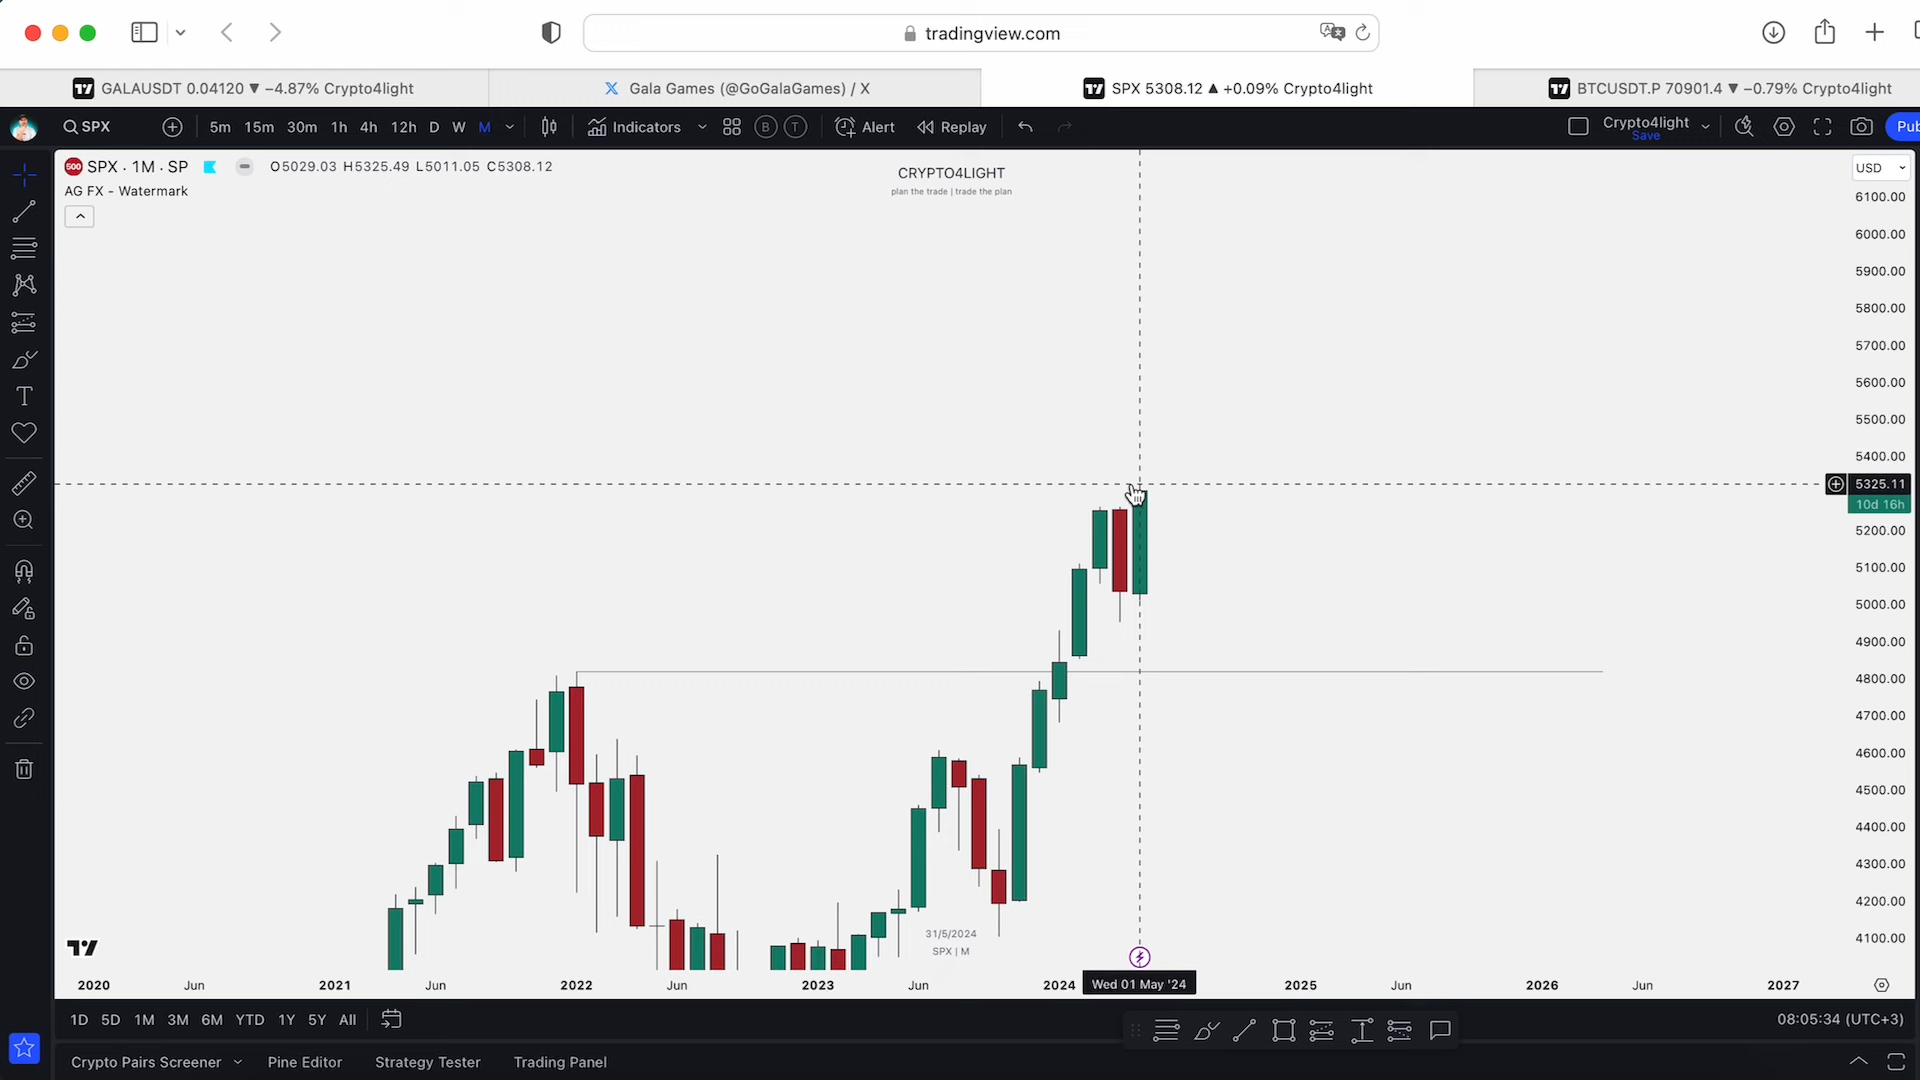 tradingview.com
GALAUSDT 0.04120 ▼ −4.87% Crypto4light
Gala Games (@GoGalaGames) / X
SPX 5308.12 ▲ +0.09% Crypto4light
BTCUSDT.P 70901.4 ▼ −0.79% Crypto4light
SPX
5m 15m 30m 1h 4h 12h D W M
Indicators
B T
Alert
Replay
Crypto4light
Save
Pub
500 SPX · 1M · SP
O5029.03 H5325.49 L5011.05 C5308.12
AG FX - Watermark
CRYPTO4LIGHT
plan the trade | trade the plan
USD
6100.00
6000.00
5900.00
5800.00
5700.00
5600.00
5500.00
5400.00
5325.11
10d 16h
5200.00
5100.00
5000.00
4900.00
4800.00
4700.00
4600.00
4500.00
4400.00
4300.00
4200.00
4100.00
31/5/2024
SPX | M
2020 Jun 2021 Jun 2022 Jun 2023 Jun 2024 Wed 01 May '24 2025 Jun 2026 Jun 2027
1D 5D 1M 3M 6M YTD 1Y 5Y All
08:05:34 (UTC+3)
Crypto Pairs Screener
Pine Editor
Strategy Tester
Trading Panel